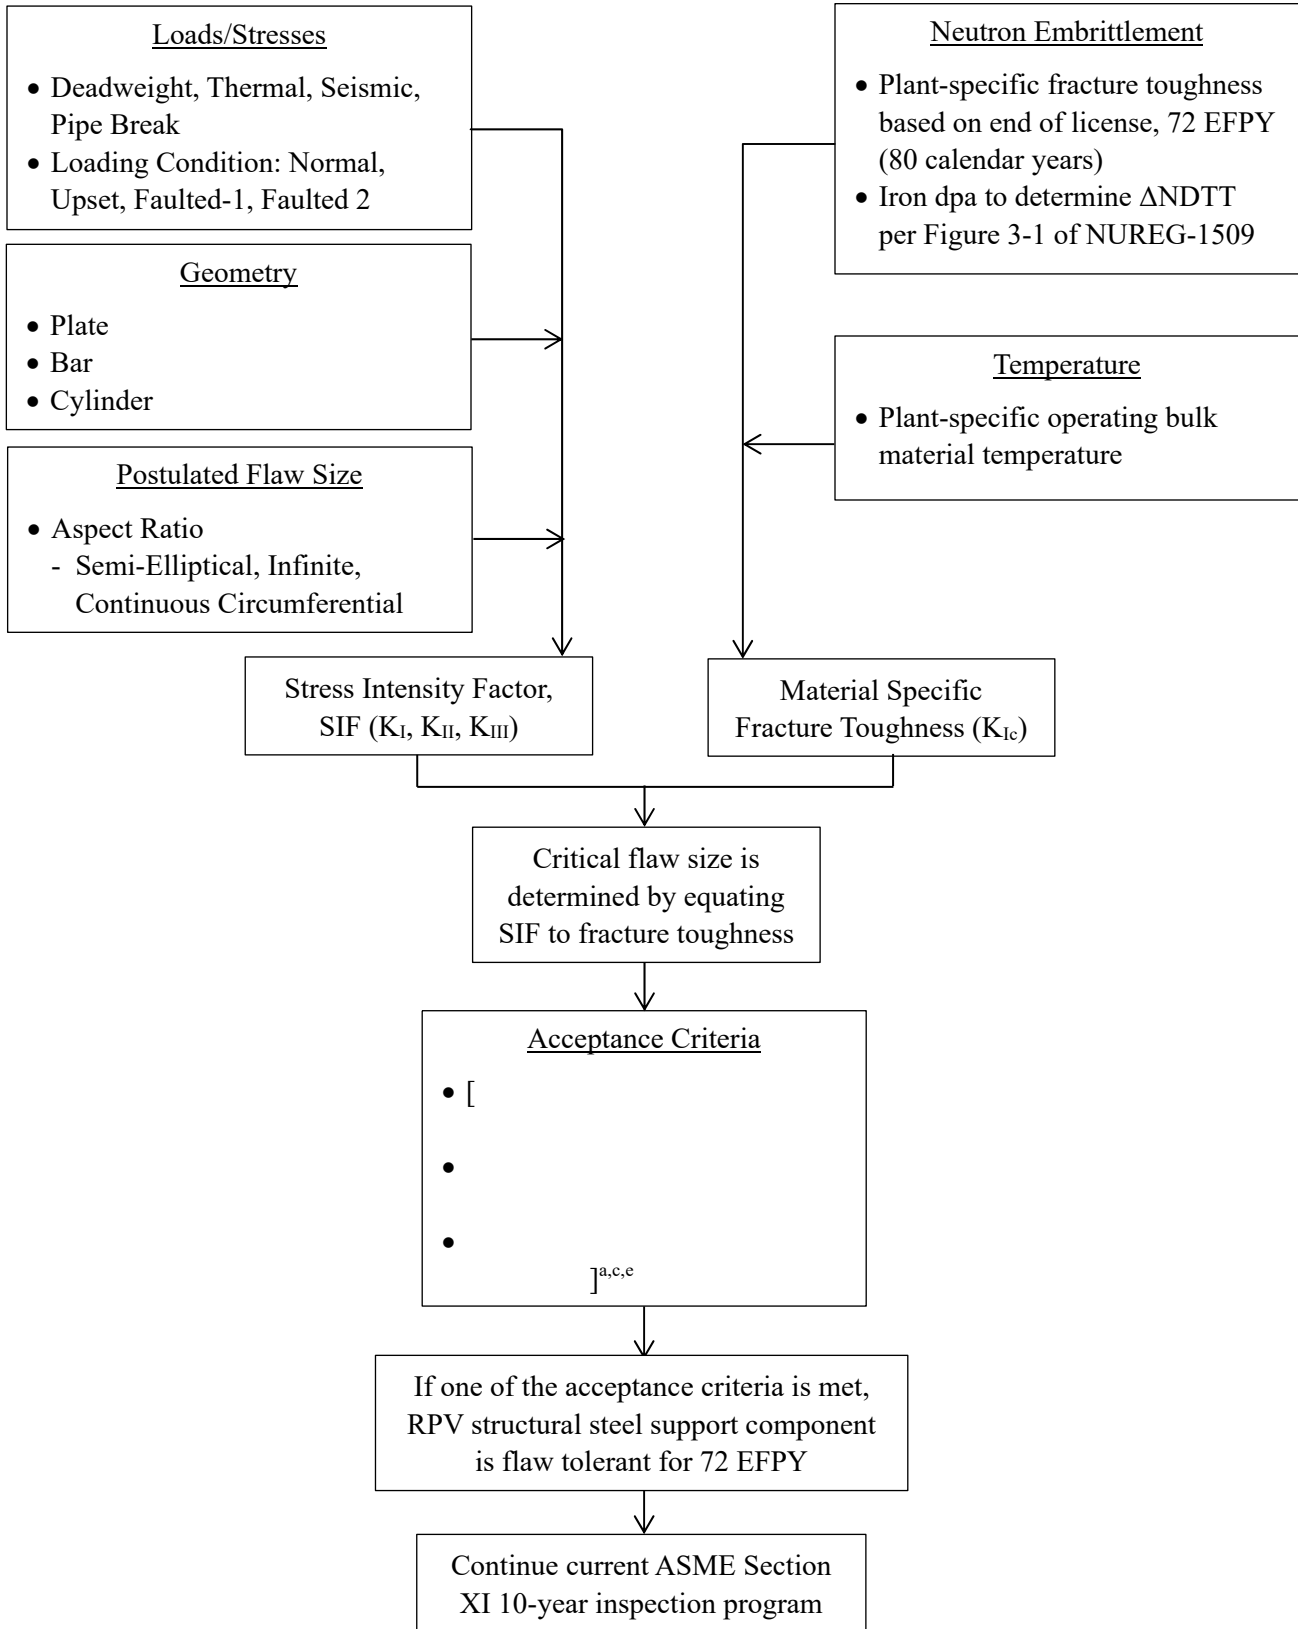 Loads/Stresses
• Deadweight, Thermal, Seismic,
Pipe Break
• Loading Condition: Normal,
Upset, Faulted-1, Faulted 2
Geometry
• Plate
• Bar
• Cylinder
Postulated Flaw Size
• Aspect Ratio
- Semi-Elliptical, Infinite,
Continuous Circumferential
Neutron Embrittlement
• Plant-specific fracture toughness
based on end of license, 72 EFPY
(80 calendar years)
• Iron dpa to determine ΔNDTT
per Figure 3-1 of NUREG-1509
Temperature
• Plant-specific operating bulk
material temperature
Stress Intensity Factor,
SIF (K_I, K_II, K_III)
Material Specific
Fracture Toughness (K_Ic)
Critical flaw size is
determined by equating
SIF to fracture toughness
Acceptance Criteria
• [
•
•
]^a,c,e
If one of the acceptance criteria is met,
RPV structural steel support component
is flaw tolerant for 72 EFPY
Continue current ASME Section
XI 10-year inspection program